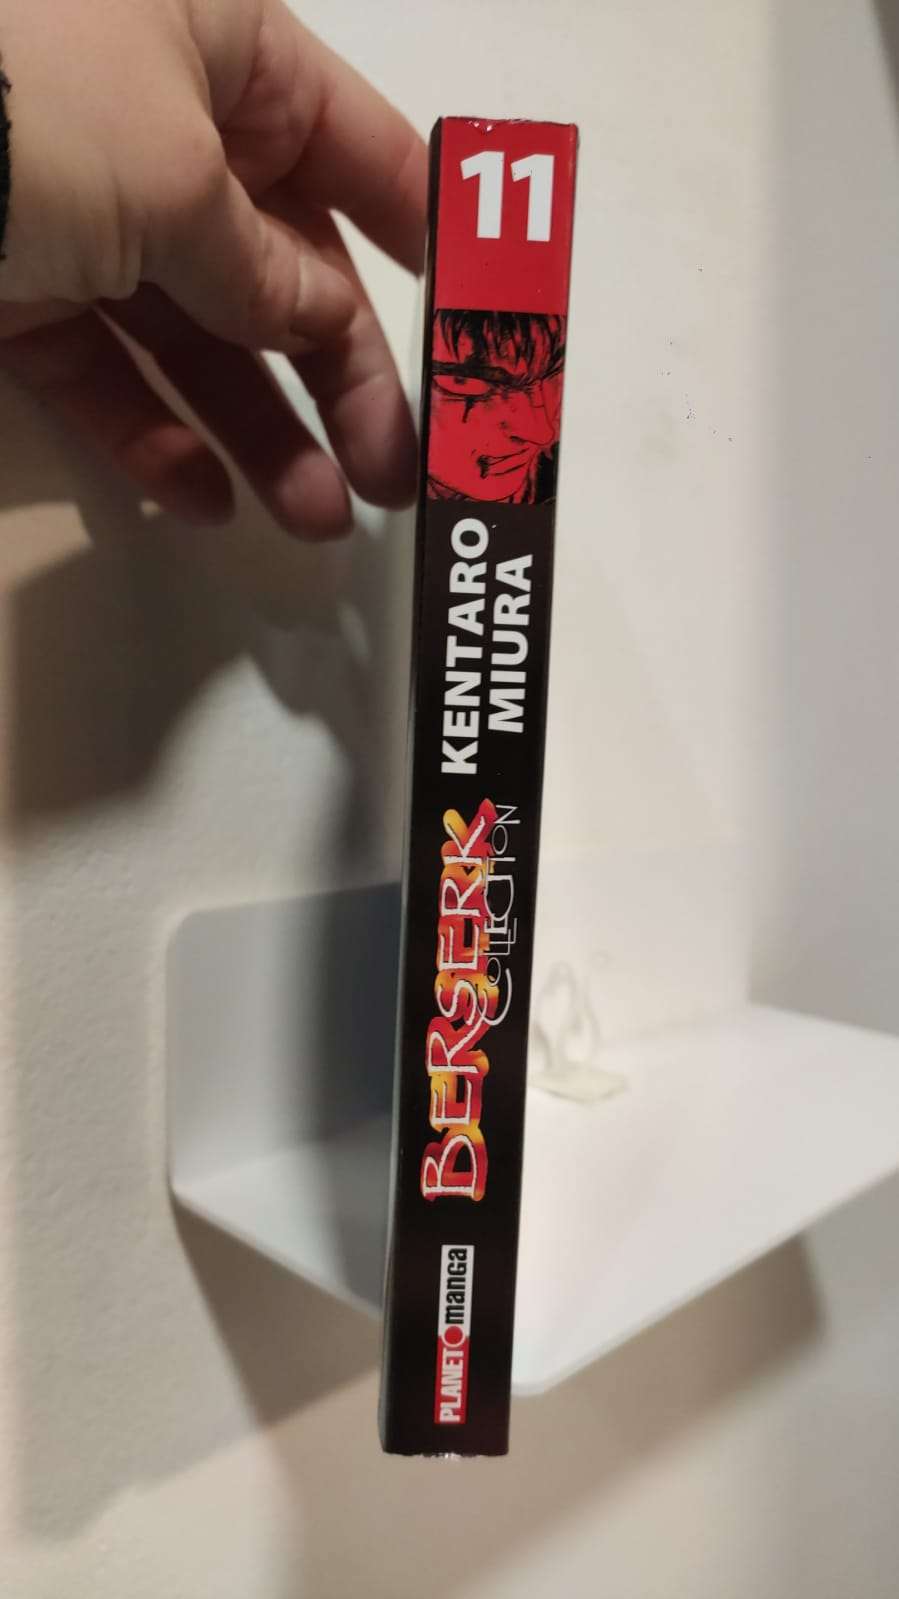 11
KENTARO
MIURA
BERSERK
COLLECTION
PLANET manga